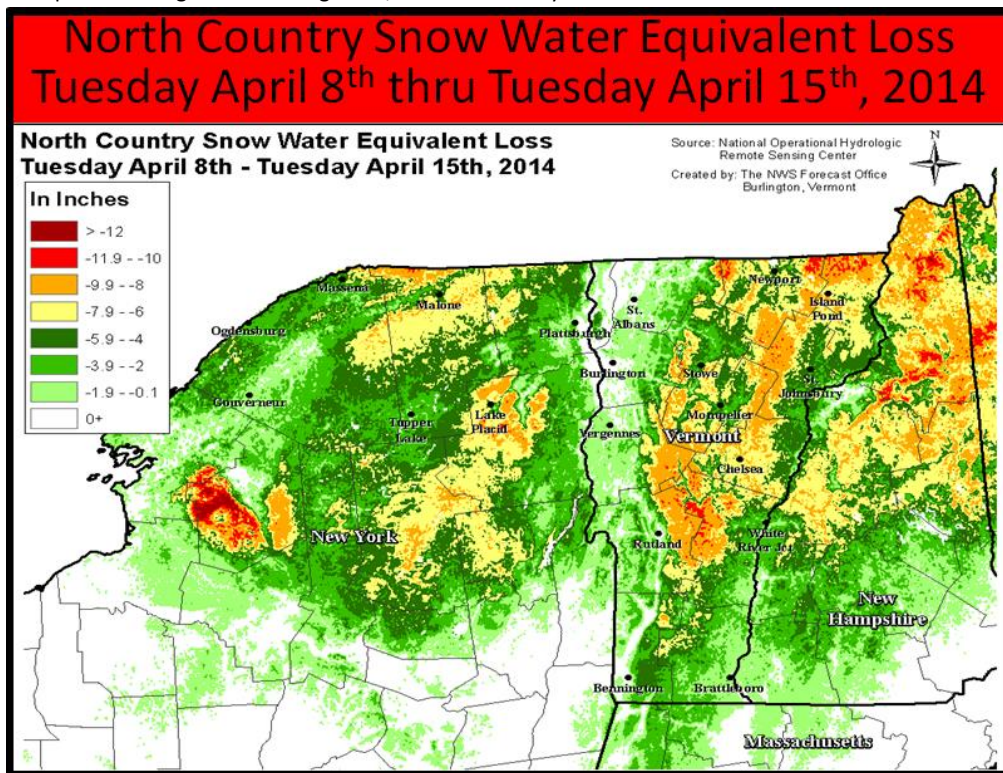 North Country Snow Water Equivalent Loss
Tuesday April 8th thru Tuesday April 15th, 2014
North Country Snow Water Equivalent Loss
Tuesday April 8th - Tuesday April 15th, 2014
Source: National Operational Hydrologic
Remote Sensing Center
Created by: The NWS Forecast Office
Burlington, Vermont
N
In Inches
> -12
-11.9 - -10
-9.9 - -8
-7.9 - -6
-5.9 - -4
-3.9 - -2
-1.9 - -0.1
0+
Massena
Malone
Newport
Island
Pond
St.
Albans
Ogdensburg
Plattsburgh
Burlington
Stowe
St.
Johnsbury
Gouverneur
Tupper
Lake
Lake
Placid
Montpelier
Vergennes
Vermont
Chelsea
New York
Rutland
White
River Jct
New
Hampshire
Bennington
Brattleboro
Massachusetts